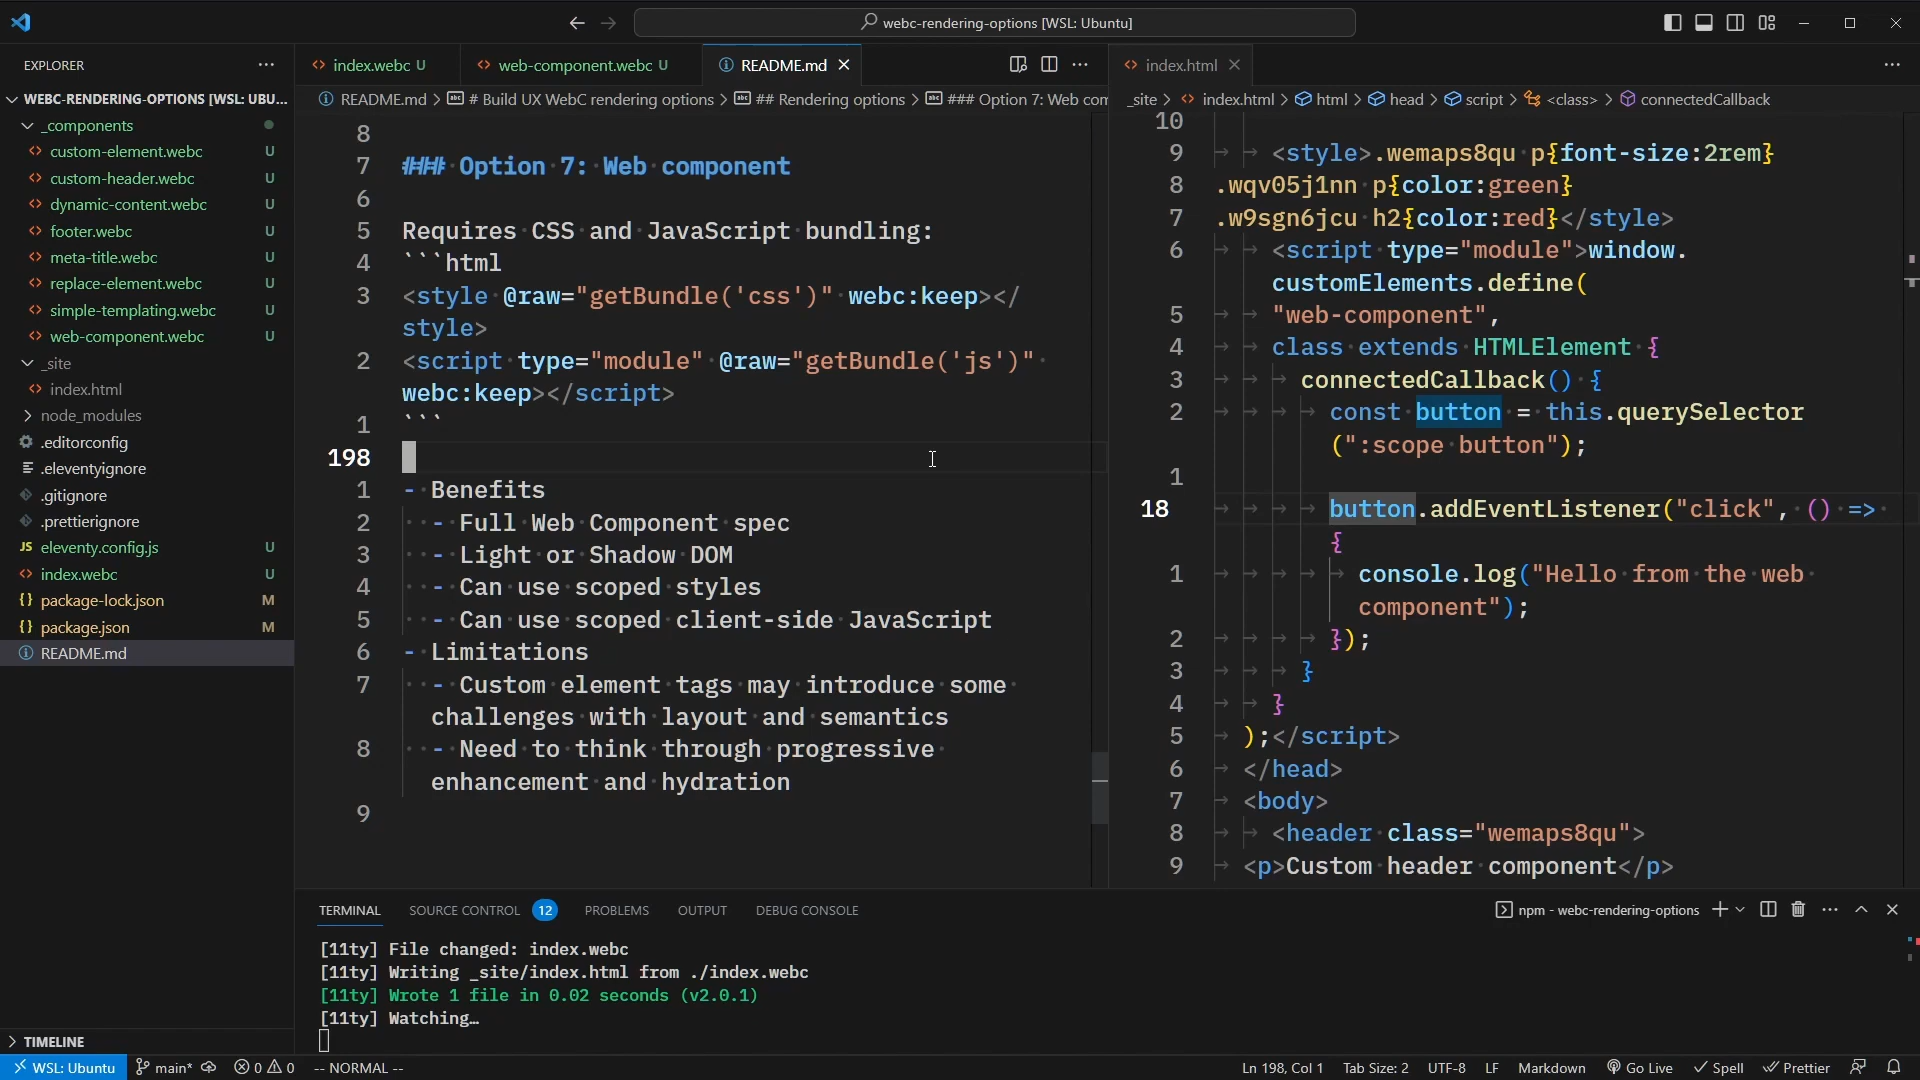 webc-rendering-options [WSL: Ubuntu]
EXPLORER
WEBC-RENDERING-OPTIONS [WSL: UBU...
_components
custom-element.webc U
custom-header.webc U
dynamic-content.webc U
footer.webc U
meta-title.webc U
replace-element.webc U
simple-templating.webc U
web-component.webc U
_site
index.html
node_modules
.editorconfig
.eleventyignore
.gitignore
.prettierignore
JS eleventy.config.js U
index.webc U
{} package-lock.json M
{} package.json M
README.md
TIMELINE
index.webc U
web-component.webc U
README.md
README.md > # Build UX WebC rendering options > ## Rendering options > ### Option 7: Web com
8
7 ### Option 7: Web component
6
5 Requires CSS and JavaScript bundling:
4 ```html
3 <style @raw="getBundle('css')" webc:keep></
style>
2 <script type="module" @raw="getBundle('js')"
webc:keep></script>
1 ```
198
1 - Benefits
2 - Full Web Component spec
3 - Light or Shadow DOM
4 - Can use scoped styles
5 - Can use scoped client-side JavaScript
6 - Limitations
7 - Custom element tags may introduce some
challenges with layout and semantics
8 - Need to think through progressive
enhancement and hydration
9
index.html
_site > index.html > html > head > script > <class> > connectedCallback
10
9 <style>.wemaps8qu p{font-size:2rem}
8 .wqv05j1nn p{color:green}
7 .w9sgn6jcu h2{color:red}</style>
6 <script type="module">window.
customElements.define(
5 "web-component",
4 class extends HTMLElement {
3 connectedCallback() {
2 const button = this.querySelector
(":scope button");
1
18 button.addEventListener("click", () =>
{
1 console.log("Hello from the web
component");
2 });
3 }
4 }
5 );</script>
6 </head>
7 <body>
8 <header class="wemaps8qu">
9 <p>Custom header component</p>
TERMINAL SOURCE CONTROL 12 PROBLEMS OUTPUT DEBUG CONSOLE
npm - webc-rendering-options
[11ty] File changed: index.webc
[11ty] Writing _site/index.html from ./index.webc
[11ty] Wrote 1 file in 0.02 seconds (v2.0.1)
[11ty] Watching…
WSL: Ubuntu main* 0 0 -- NORMAL -- Ln 198, Col 1 Tab Size: 2 UTF-8 LF Markdown Go Live Spell Prettier